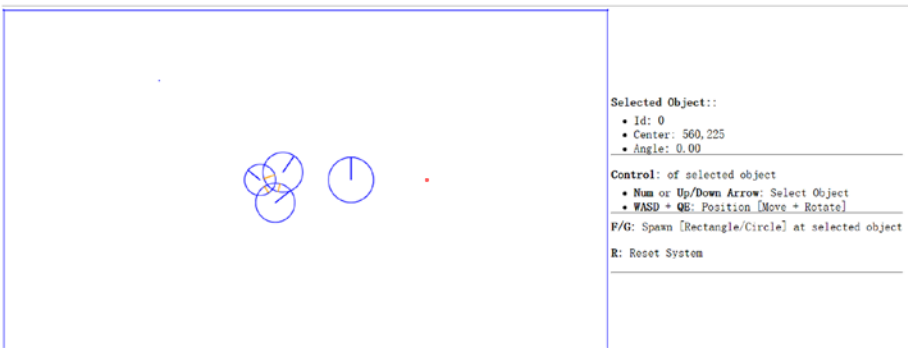 Selected Object::
• Id: 0
• Center: 560,225
• Angle: 0.00
Control: of selected object
• Num or Up/Down Arrow: Select Object
• WASD + QE: Position [Move + Rotate]
F/G: Spawn [Rectangle/Circle] at selected object
R: Reset System